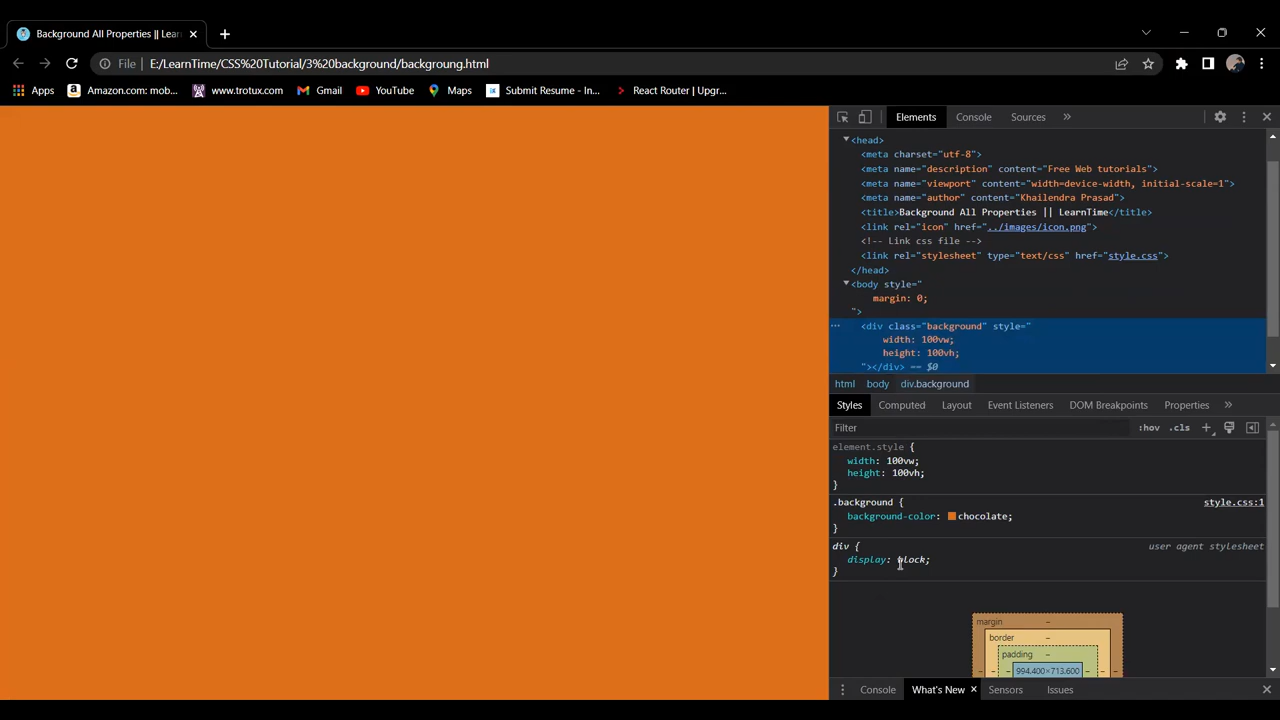 Background All Properties || Lear
File E:/LearnTime/CSS%20Tutorial/3%20background/backgroung.html
Apps Amazon.com: mob... www.trotux.com Gmail YouTube Maps Submit Resume - In... React Router | Upgr...
Elements Console Sources »
<head>
<meta charset="utf-8">
<meta name="description" content="Free Web tutorials">
<meta name="viewport" content="width=device-width, initial-scale=1">
<meta name="author" content="Khailendra Prasad">
<title>Background All Properties || LearnTime</title>
<link rel="icon" href="../images/icon.png">
<!-- Link css file -->
<link rel="stylesheet" type="text/css" href="style.css">
</head>
<body style="
margin: 0;
">
<div class="background" style="
width: 100vw;
height: 100vh;
"></div> == $0
html body div.background
Styles Computed Layout Event Listeners DOM Breakpoints Properties »
Filter :hov .cls +
element.style {
width: 100vw;
height: 100vh;
}
.background { style.css:1
background-color: chocolate;
}
div { user agent stylesheet
display: block;
}
margin –
border –
padding –
– – – 994.400×713.600 – – –
Console What's New × Sensors Issues